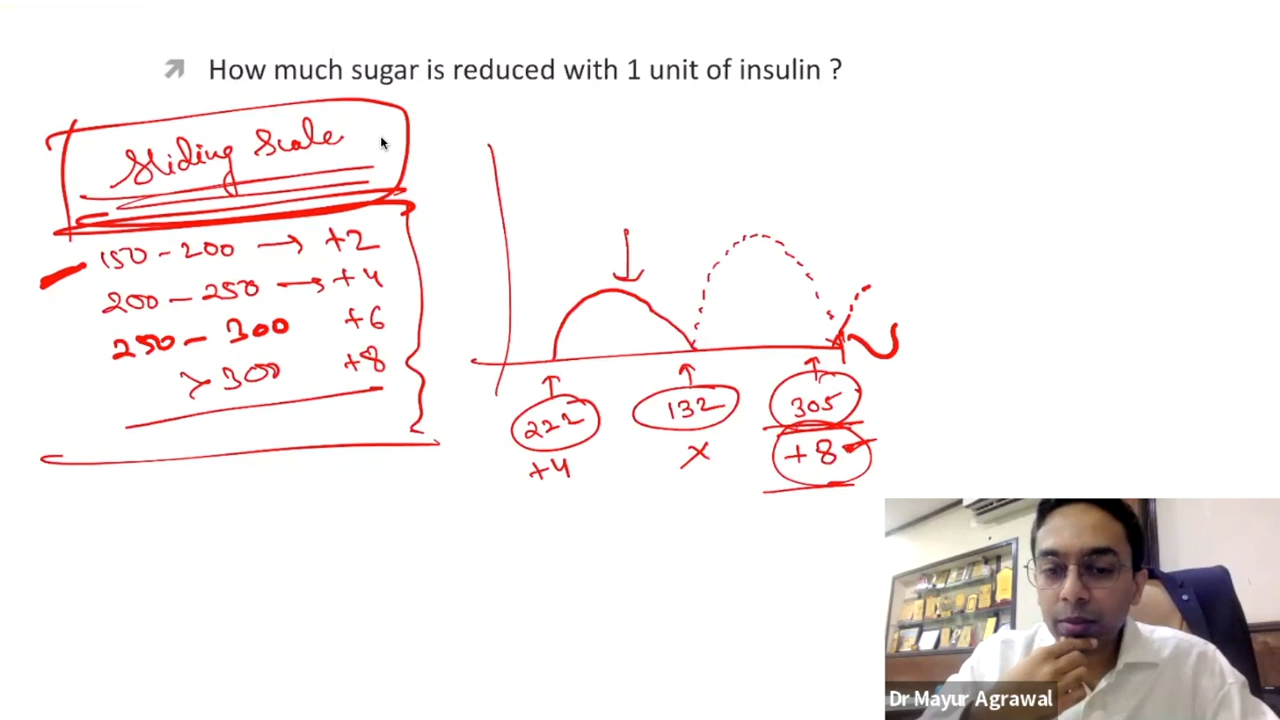 How much sugar is reduced with 1 unit of insulin ?
Sliding Scale
150 - 200 → +2
200 - 250 → +4
250 - 300 +6
> 300 +8
222 132 305
+4 x +8
Dr Mayur Agrawal